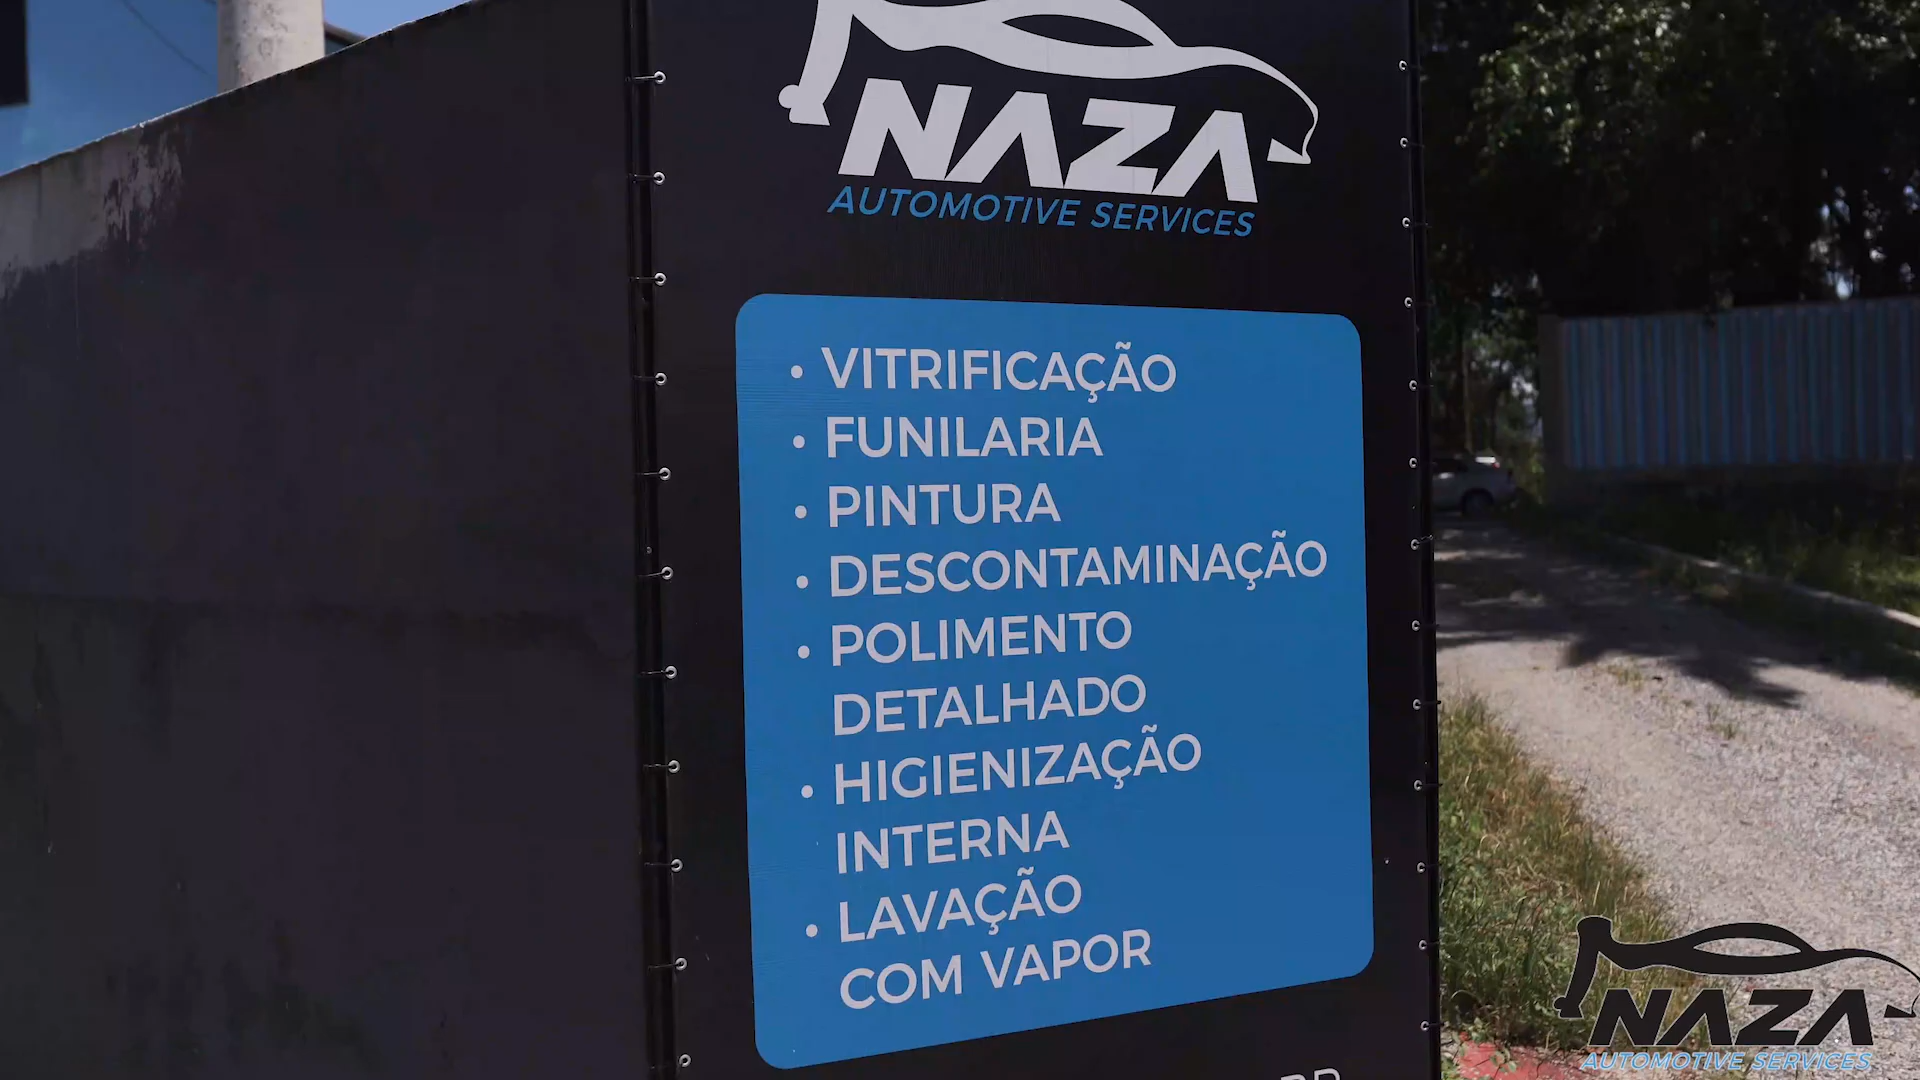 NAZA
AUTOMOTIVE SERVICES
• VITRIFICAÇÃO
• FUNILARIA
• PINTURA
• DESCONTAMINAÇÃO
• POLIMENTO
DETALHADO
• HIGIENIZAÇÃO
INTERNA
• LAVAÇÃO
COM VAPOR
NAZA
AUTOMOTIVE SERVICES